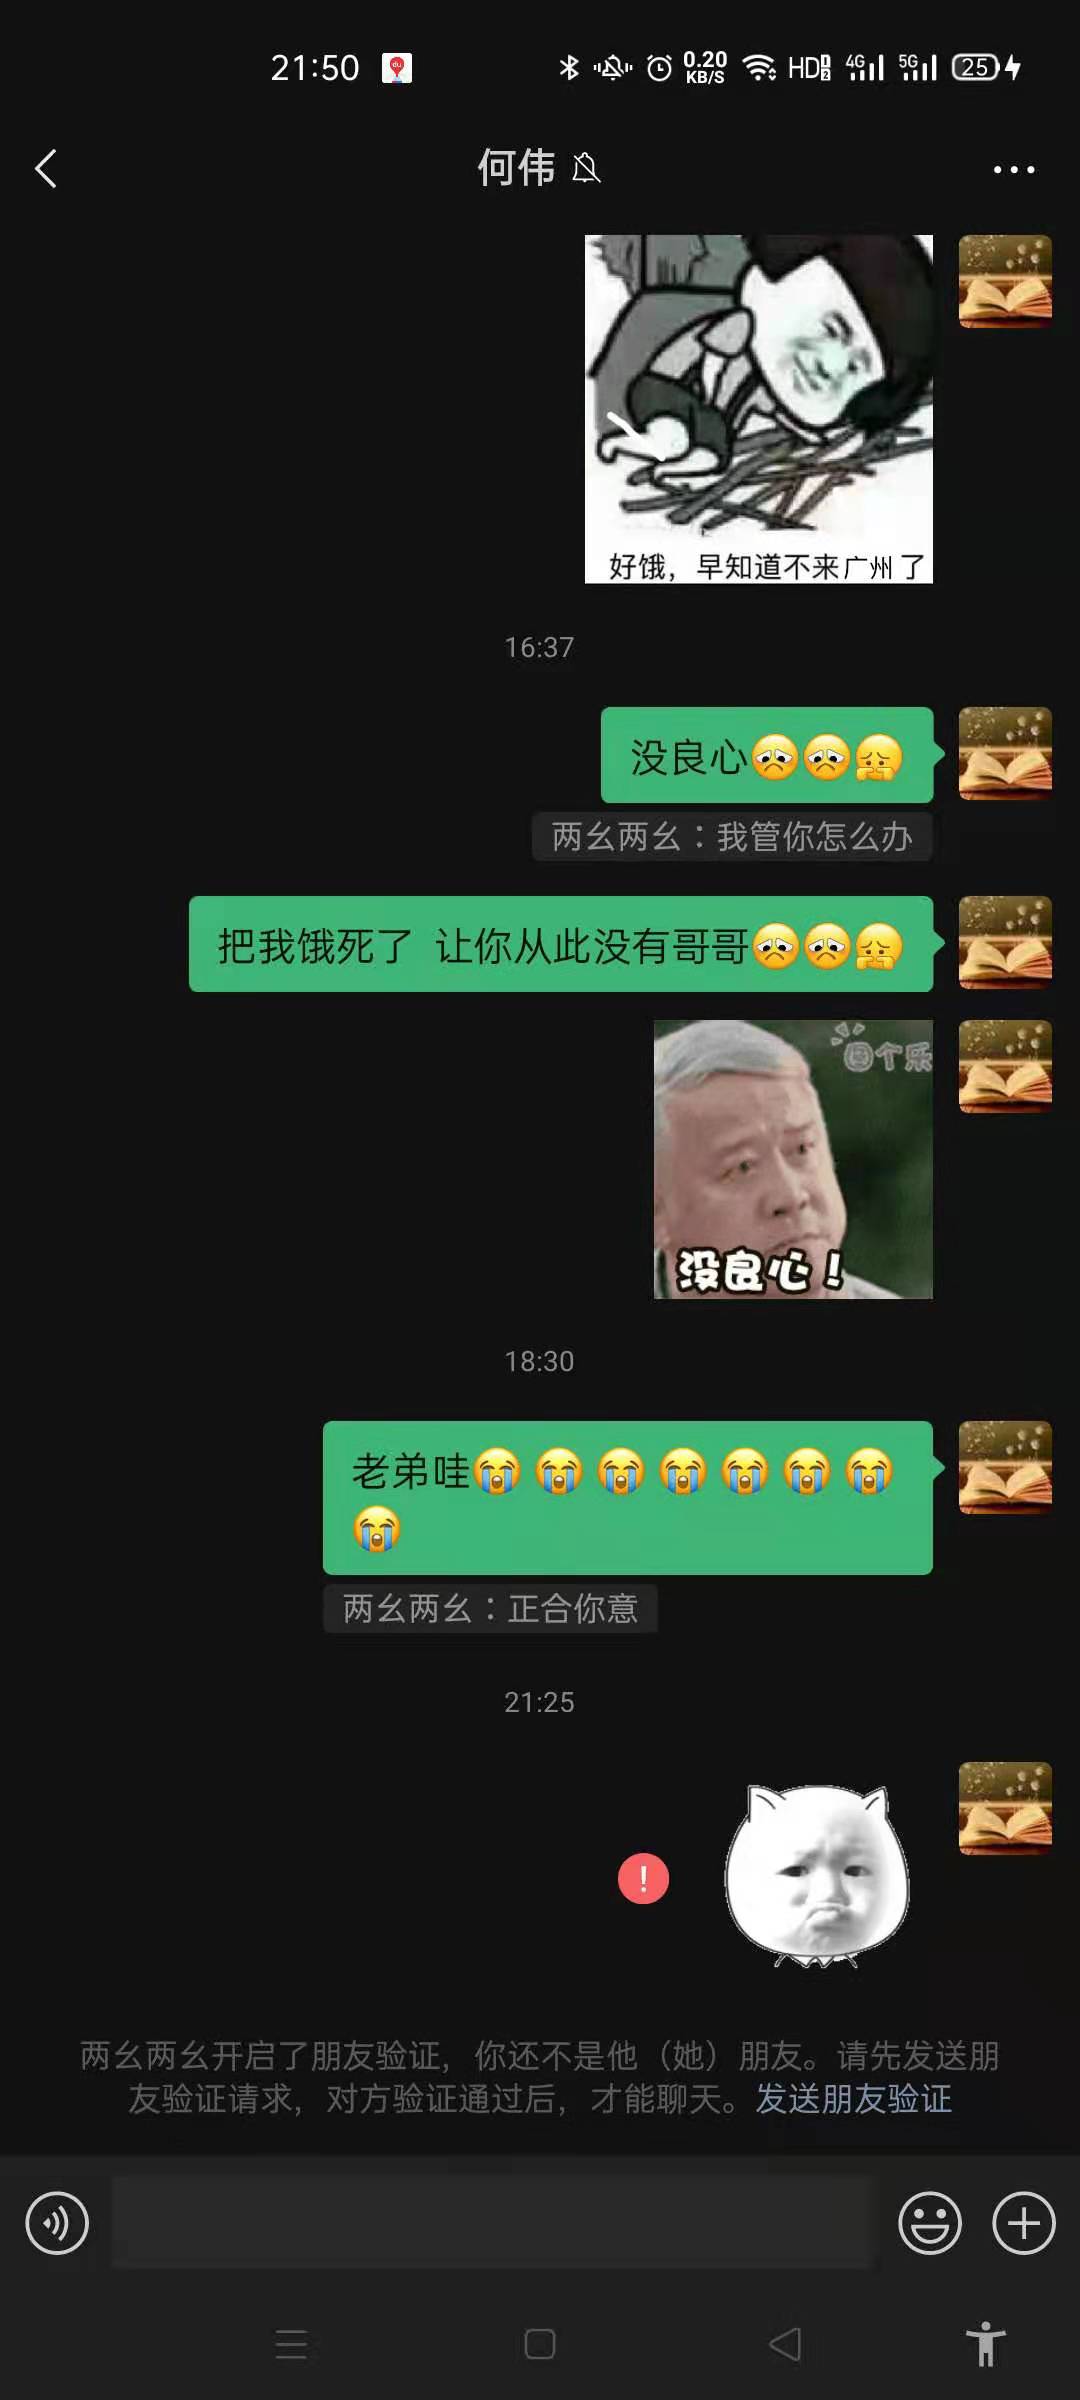 21:50
0.20
KB/S
HD
2
4G
5G
25
何伟
好饿，早知道不来广州了
16:37
没良心😞😞🤗
两幺两幺：我管你怎么办
把我饿死了 让你从此没有哥哥😞😞🤗
图个乐
没良心！
18:30
老弟哇😭😭😭😭😭😭😭
😭
两幺两幺：正合你意
21:25
!
两幺两幺开启了朋友验证，你还不是他（她）朋友。请先发送朋
友验证请求，对方验证通过后，才能聊天。发送朋友验证